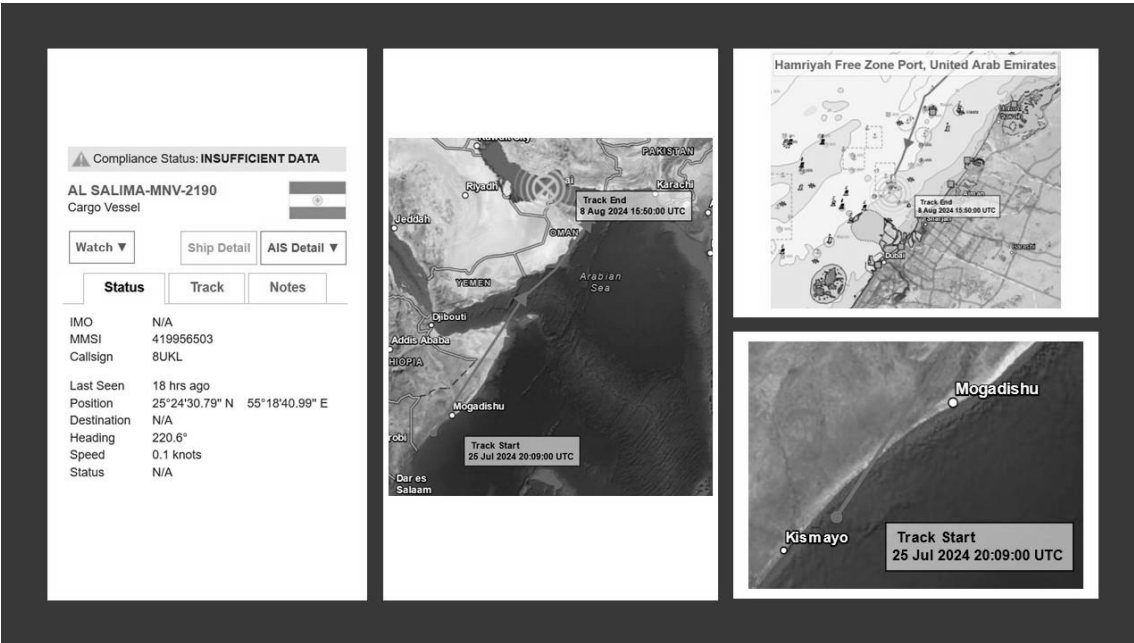 Compliance Status: INSUFFICIENT DATA
AL SALIMA-MNV-2190
Cargo Vessel
Watch ▼
Ship Detail
AIS Detail ▼
Status
Track
Notes
IMO N/A
MMSI 419956503
Callsign 8UKL
Last Seen 18 hrs ago
Position 25°24'30.79" N 55°18'40.99" E
Destination N/A
Heading 220.6°
Speed 0.1 knots
Status N/A
PAKISTAN
Riyadh
Karachi
Track End
8 Aug 2024 15:50:00 UTC
Jeddah
OMAN
YEMEN
Arabian
Sea
Djibouti
Addis Ababa
HIOPIA
Mogadishu
robi
Track Start
25 Jul 2024 20:09:00 UTC
Dar es
Salaam
Hamriyah Free Zone Port, United Arab Emirates
Track End
8 Aug 2024 15:50:00 UTC
Dubai
Mogadishu
Kismayo
Track Start
25 Jul 2024 20:09:00 UTC